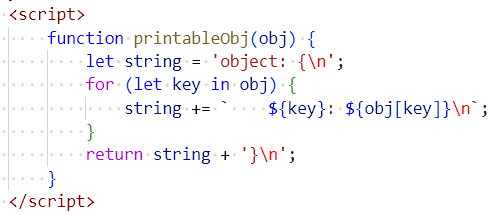 <script>
    function printableObj(obj) {
        let string = 'object: {\n';
        for (let key in obj) {
            string += `    ${key}: ${obj[key]}\n`;
        }
        return string + '}\n';
    }
</script>